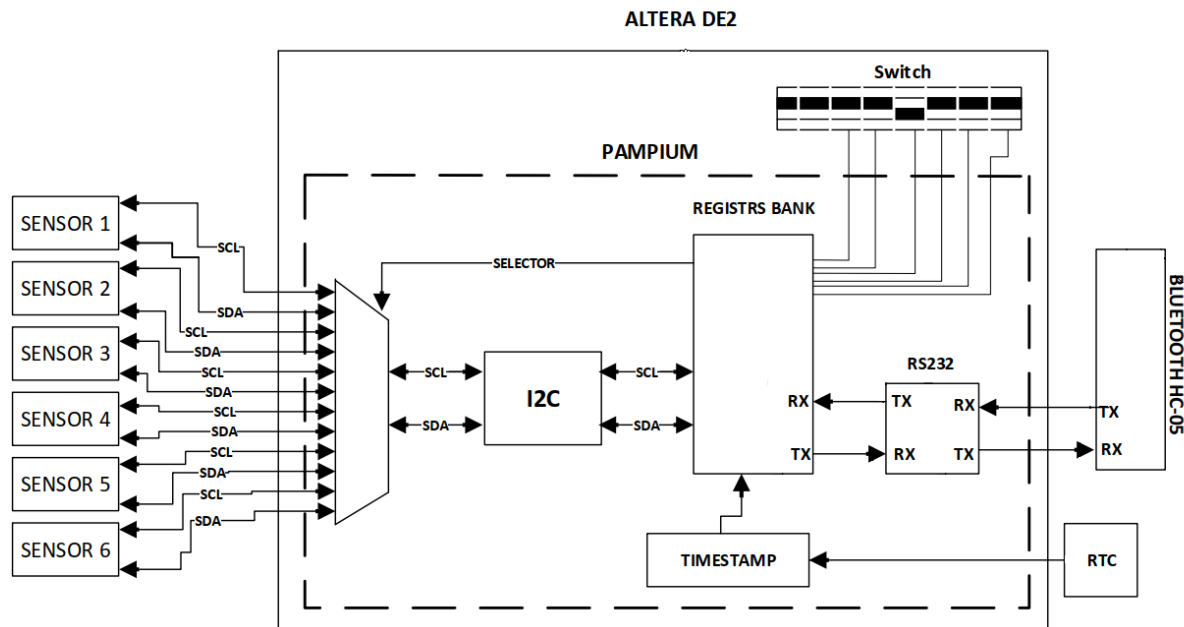 ALTERA DE2
Switch
PAMPIUM
REGISTRS BANK
SENSOR 1
SENSOR 2
SENSOR 3
SENSOR 4
SENSOR 5
SENSOR 6
SCL
SDA
SCL
SDA
SCL
SDA
SCL
SDA
SCL
SDA
SCL
SDA
SELECTOR
SCL
SDA
I2C
SCL
SDA
RX
TX
RS232
TX
RX
RX
TX
TX
RX
BLUETOOTH HC-05
TIMESTAMP
RTC